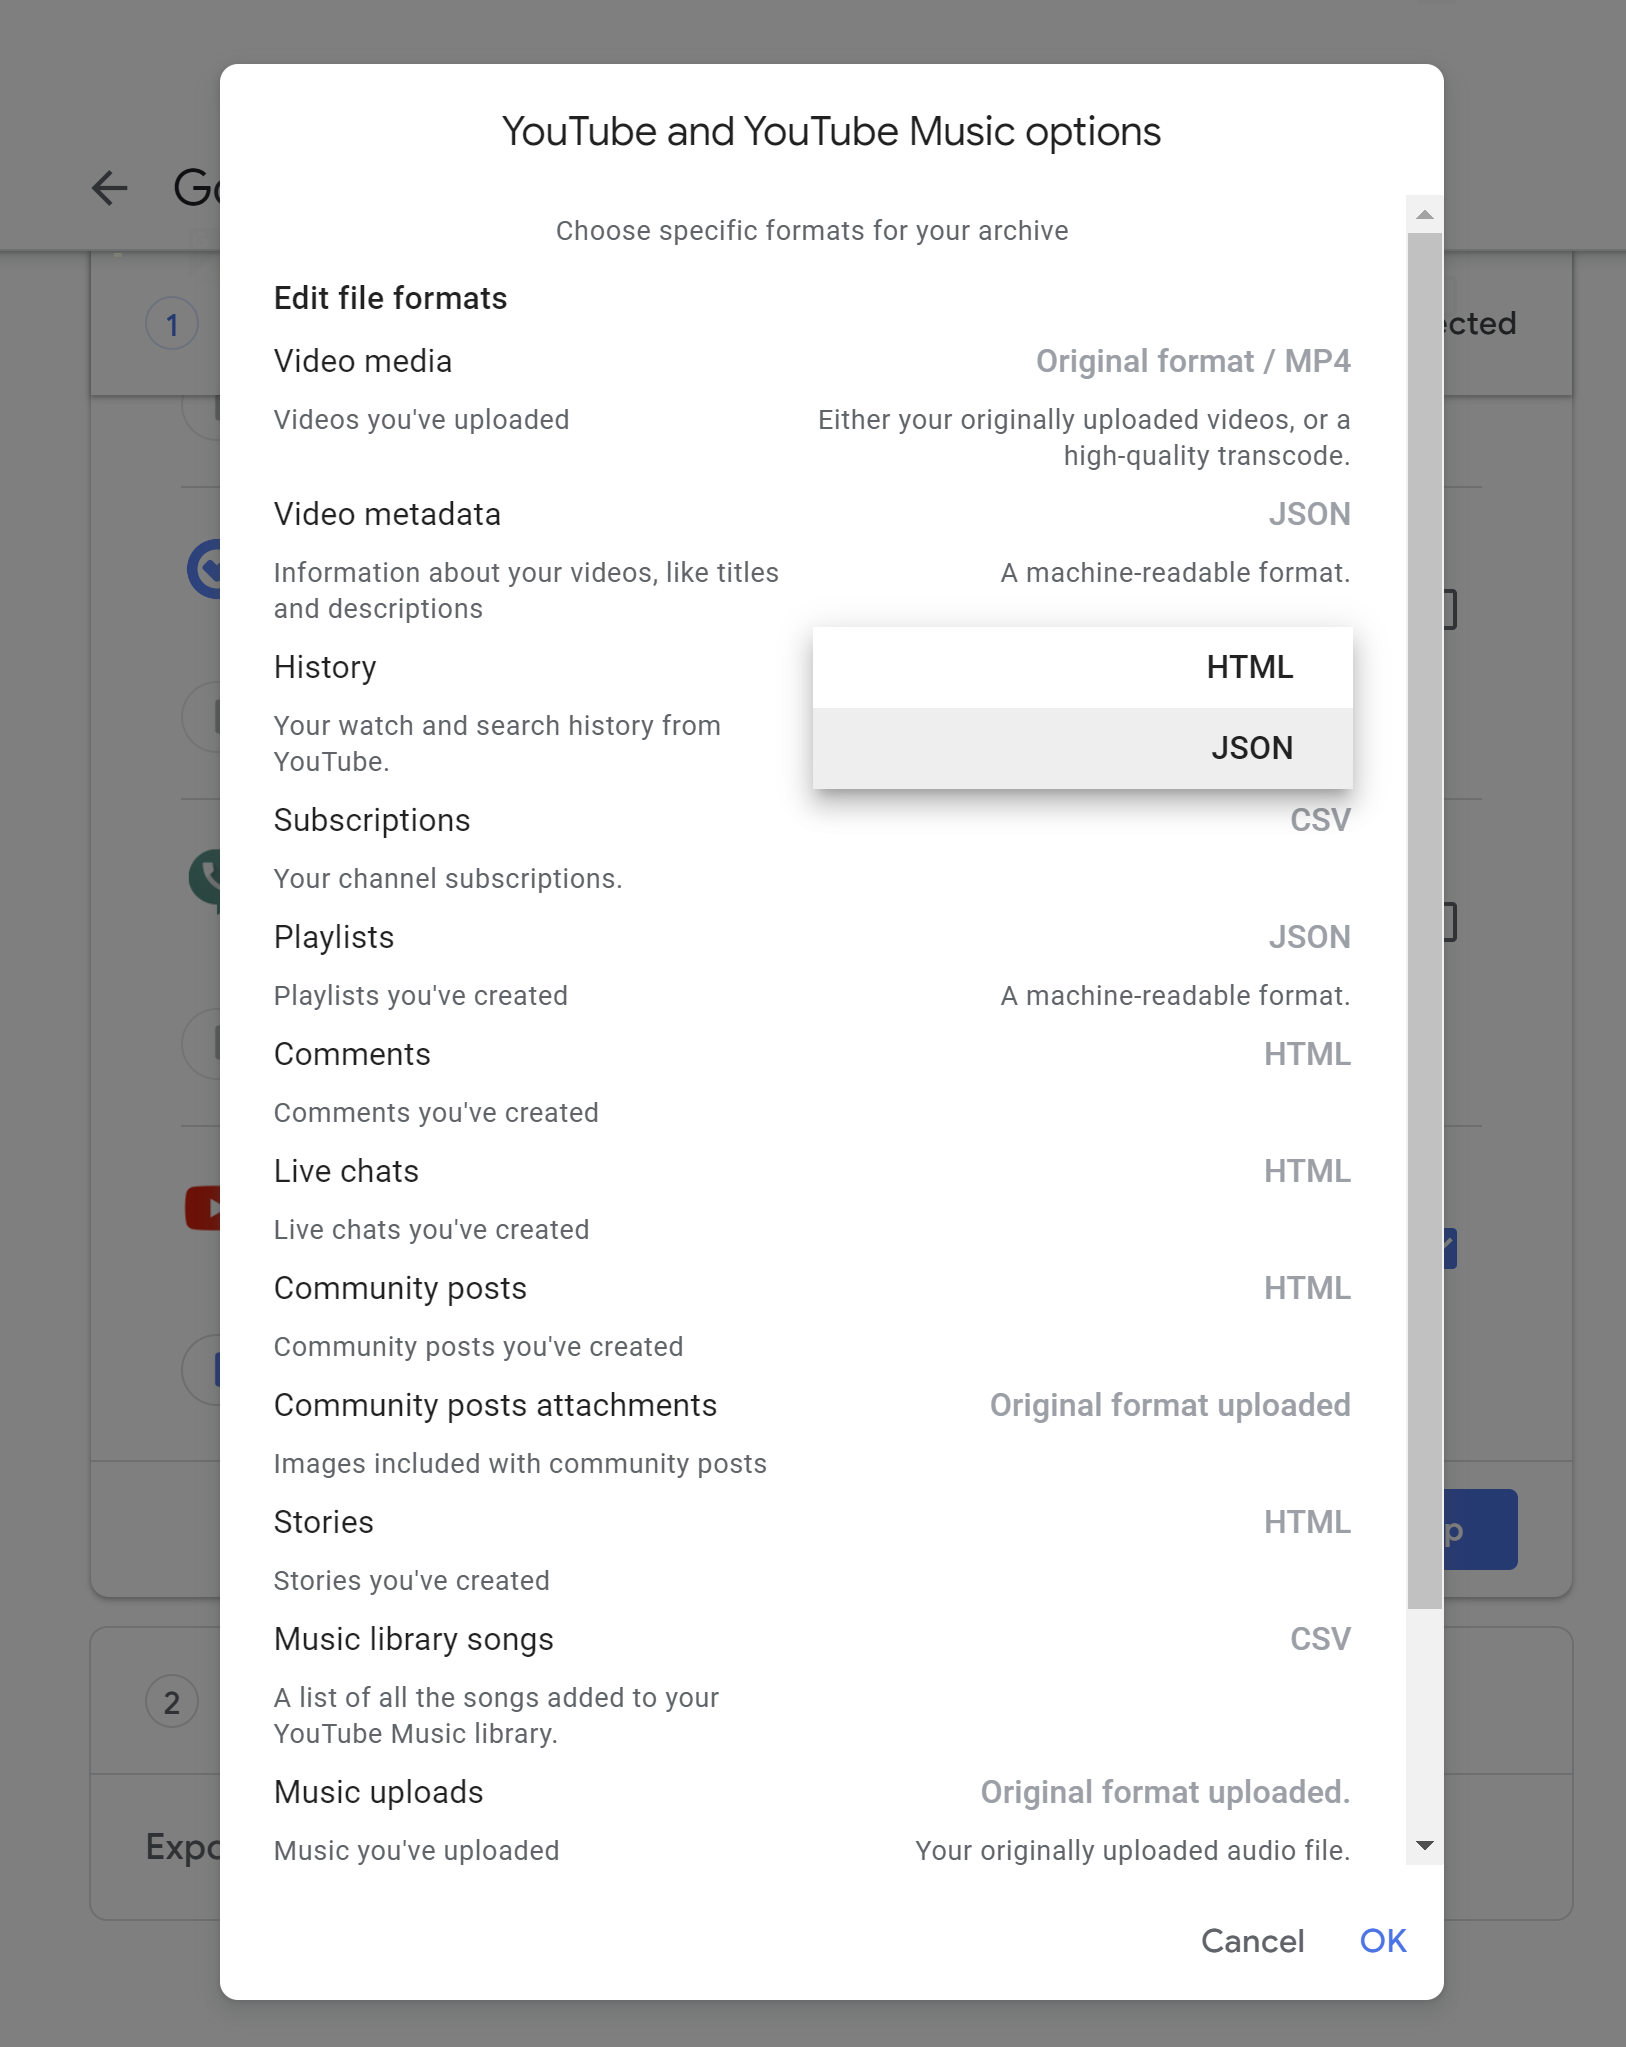 YouTube and YouTube Music options
Go
Choose specific formats for your archive
Edit file formats
1
ected
Video media
Original format / MP4
Videos you've uploaded
Either your originally uploaded videos, or a
high-quality transcode.
Video metadata
JSON
Information about your videos, like titles
and descriptions
A machine-readable format.
History
HTML
JSON
Your watch and search history from
YouTube.
Subscriptions
CSV
Your channel subscriptions.
Playlists
JSON
Playlists you've created
A machine-readable format.
Comments
HTML
Comments you've created
Live chats
HTML
Live chats you've created
Community posts
HTML
Community posts you've created
Community posts attachments
Original format uploaded
Images included with community posts
Stories
HTML
p
Stories you've created
Music library songs
CSV
A list of all the songs added to your
YouTube Music library.
2
Music uploads
Original format uploaded.
Music you've uploaded
Your originally uploaded audio file.
Expo
Cancel
OK